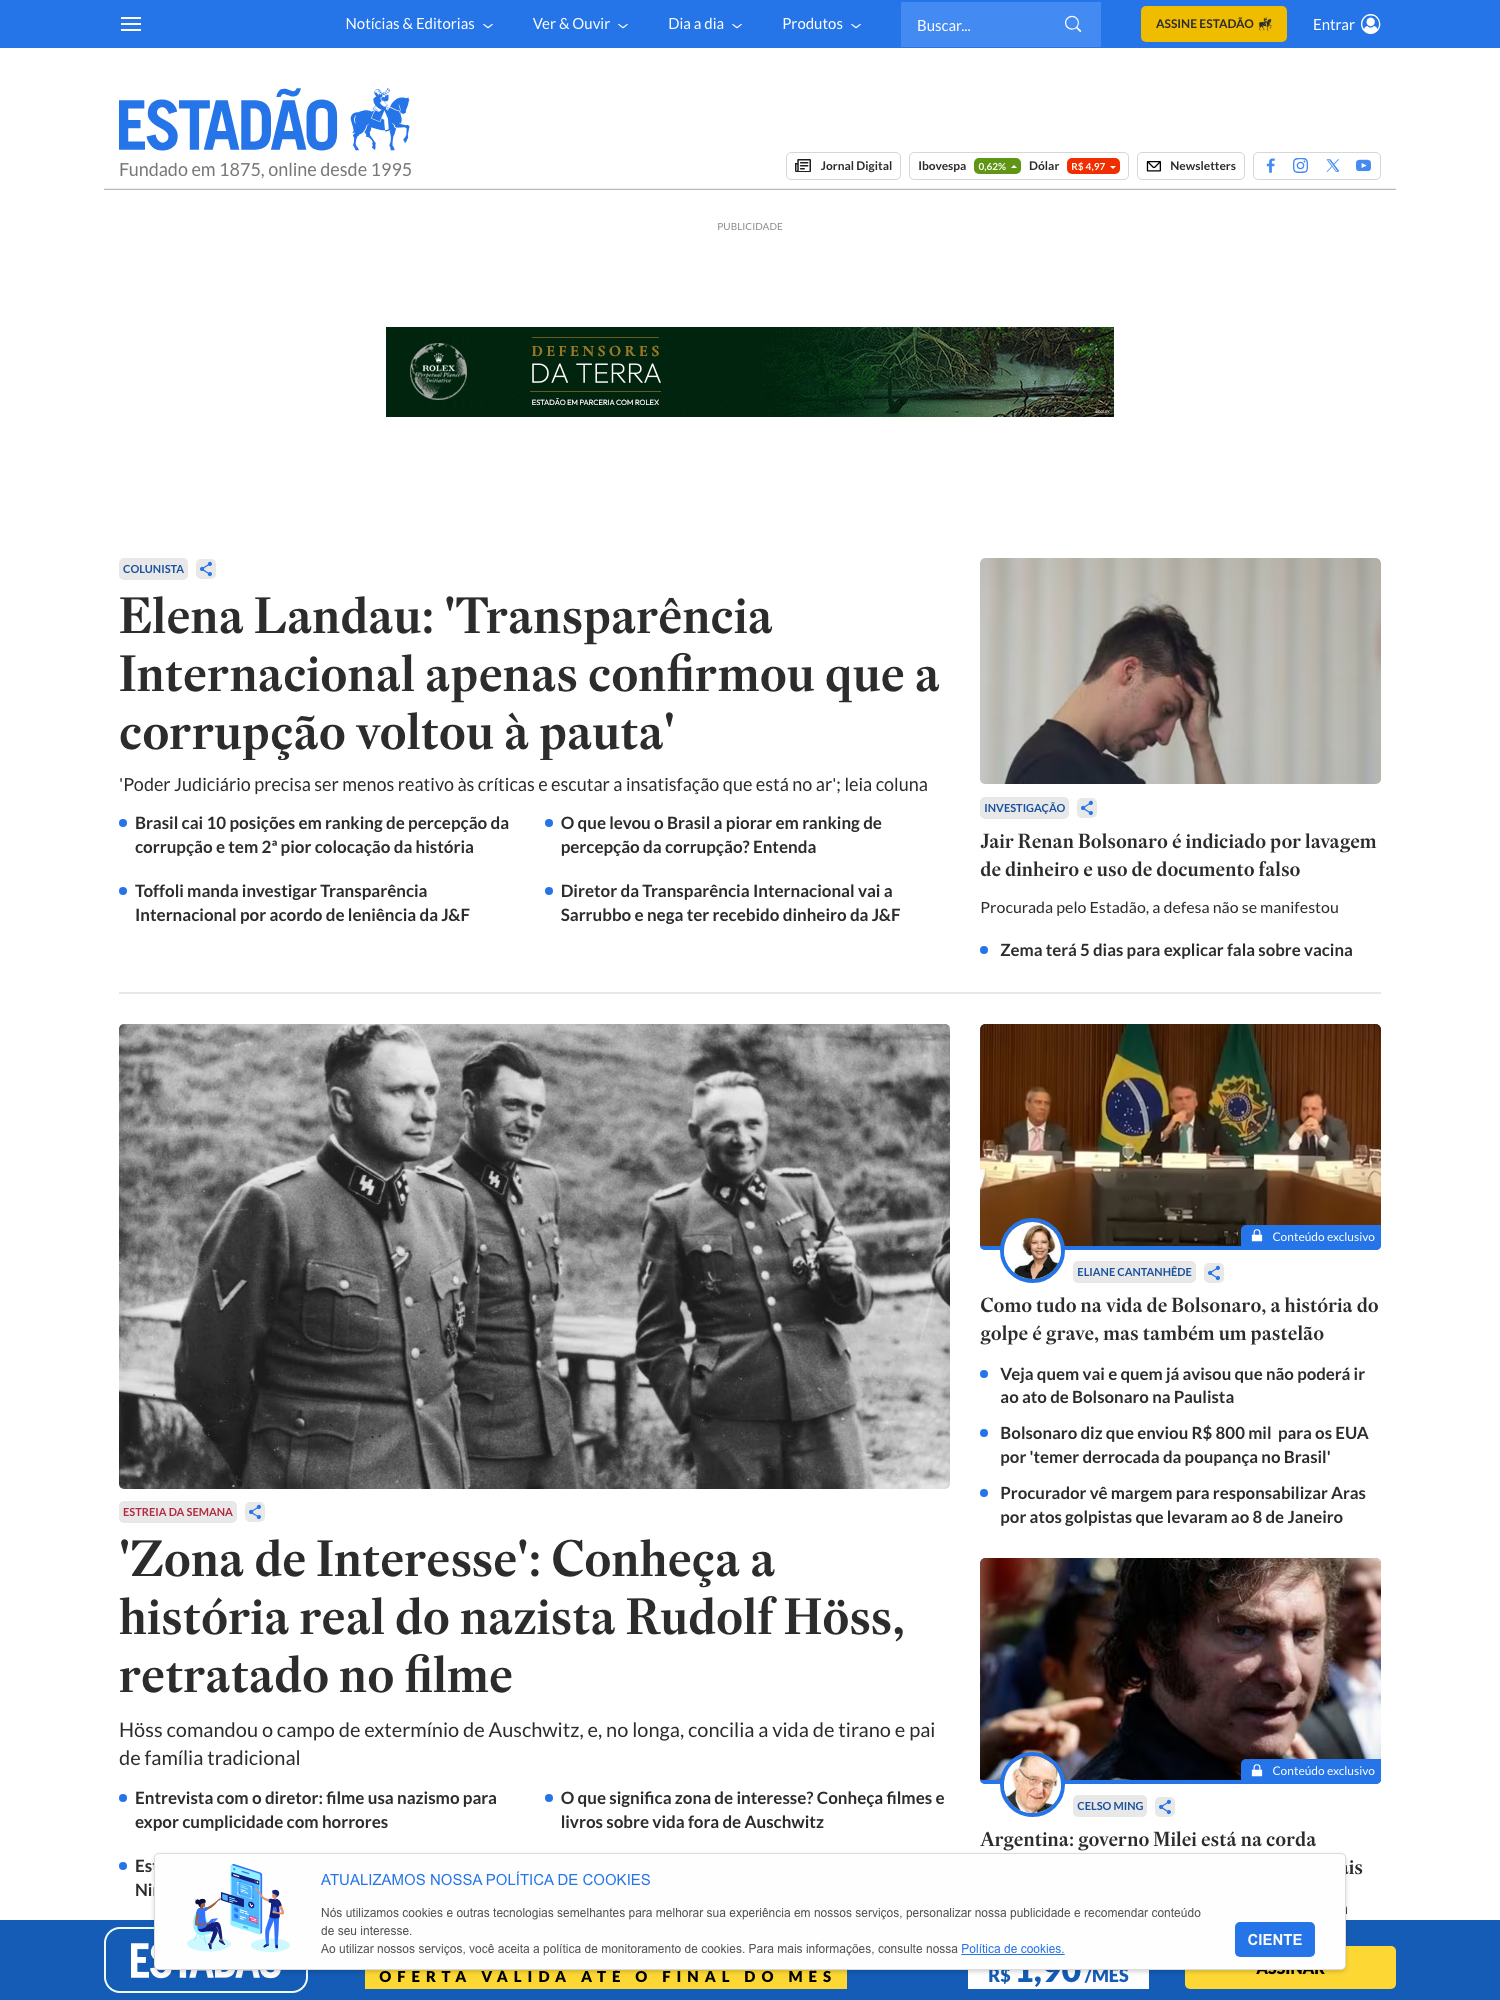 Notícias & Editorias
Ver & Ouvir
Dia a dia
Produtos
Buscar...
ASSINE ESTADÃO
Entrar
ESTADÃO
Fundado em 1875, online desde 1995
Jornal Digital
Ibovespa 0,62% Dólar R$ 4,97
Newsletters
PUBLICIDADE
ROLEX
Perpetual Planet
Initiative
DEFENSORES
DA TERRA
ESTADÃO EM PARCERIA COM ROLEX
COLUNISTA
Elena Landau: 'Transparência
Internacional apenas confirmou que a
corrupção voltou à pauta'
'Poder Judiciário precisa ser menos reativo às críticas e escutar a insatisfação que está no ar'; leia coluna
Brasil cai 10 posições em ranking de percepção da
corrupção e tem 2ª pior colocação da história
O que levou o Brasil a piorar em ranking de
percepção da corrupção? Entenda
Toffoli manda investigar Transparência
Internacional por acordo de leniência da J&F
Diretor da Transparência Internacional vai a
Sarrubbo e nega ter recebido dinheiro da J&F
INVESTIGAÇÃO
Jair Renan Bolsonaro é indiciado por lavagem
de dinheiro e uso de documento falso
Procurada pelo Estadão, a defesa não se manifestou
Zema terá 5 dias para explicar fala sobre vacina
ESTREIA DA SEMANA
'Zona de Interesse': Conheça a
história real do nazista Rudolf Höss,
retratado no filme
Höss comandou o campo de extermínio de Auschwitz, e, no longa, concilia a vida de tirano e pai
de família tradicional
Entrevista com o diretor: filme usa nazismo para
expor cumplicidade com horrores
O que significa zona de interesse? Conheça filmes e
livros sobre vida fora de Auschwitz
Conteúdo exclusivo
ELIANE CANTANHÊDE
Como tudo na vida de Bolsonaro, a história do
golpe é grave, mas também um pastelão
Veja quem vai e quem já avisou que não poderá ir
ao ato de Bolsonaro na Paulista
Bolsonaro diz que enviou R$ 800 mil para os EUA
por 'temer derrocada da poupança no Brasil'
Procurador vê margem para responsabilizar Aras
por atos golpistas que levaram ao 8 de Janeiro
Conteúdo exclusivo
CELSO MING
Argentina: governo Milei está na corda
ATUALIZAMOS NOSSA POLÍTICA DE COOKIES
Nós utilizamos cookies e outras tecnologias semelhantes para melhorar sua experiência em nossos serviços, personalizar nossa publicidade e recomendar conteúdo
de seu interesse.
Ao utilizar nossos serviços, você aceita a política de monitoramento de cookies. Para mais informações, consulte nossa Política de cookies.
CIENTE
ESTADÃO
OFERTA VÁLIDA ATÉ O FINAL DO MÊS
R$ 1,90/MÊS
ASSINAR